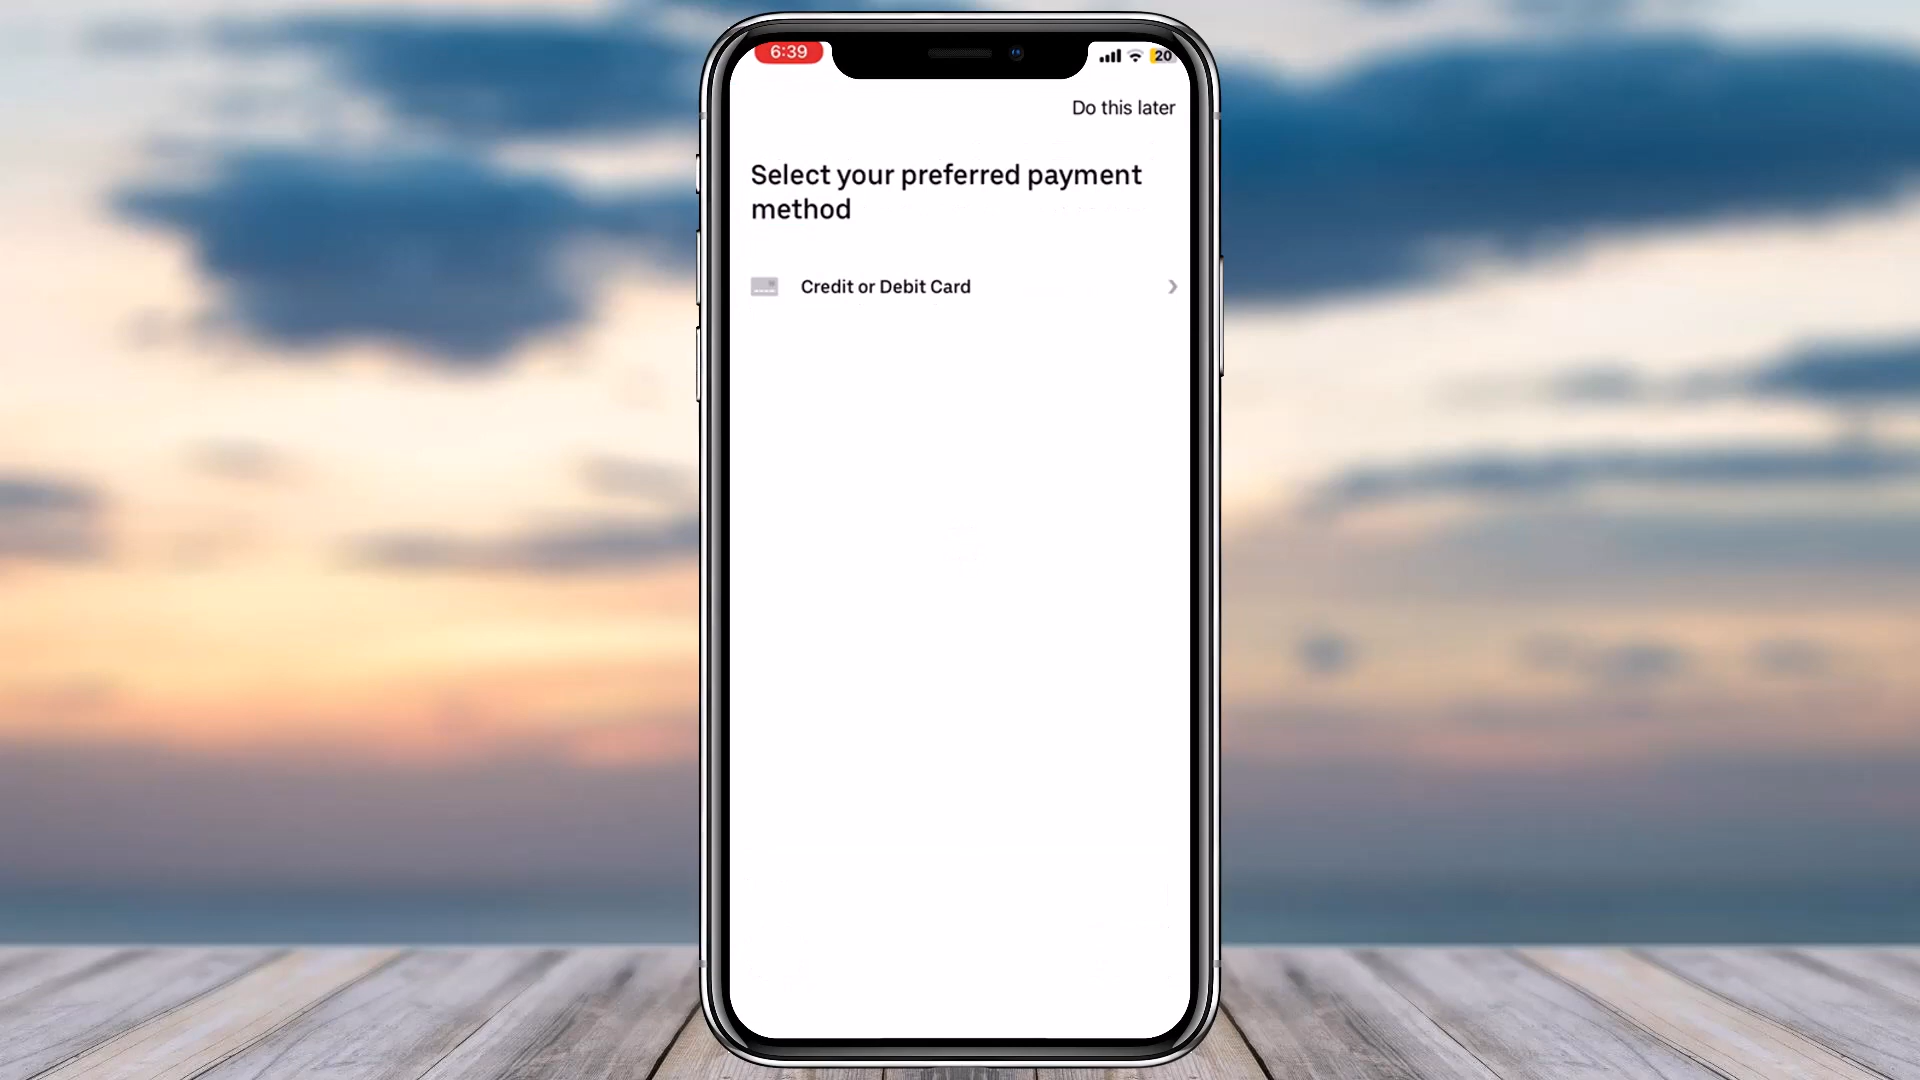 6:39
20
Do this later
Select your preferred payment
method
Credit or Debit Card